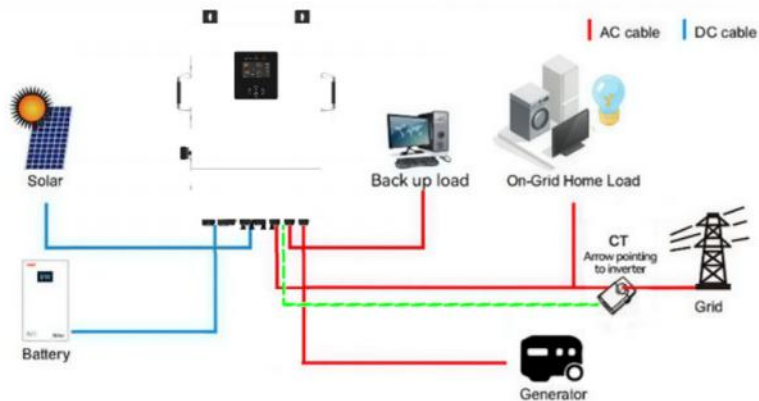 AC cable
DC cable
Solar
Back up load
On-Grid Home Load
CT
Arrow pointing
to inverter
Grid
Battery
Generator